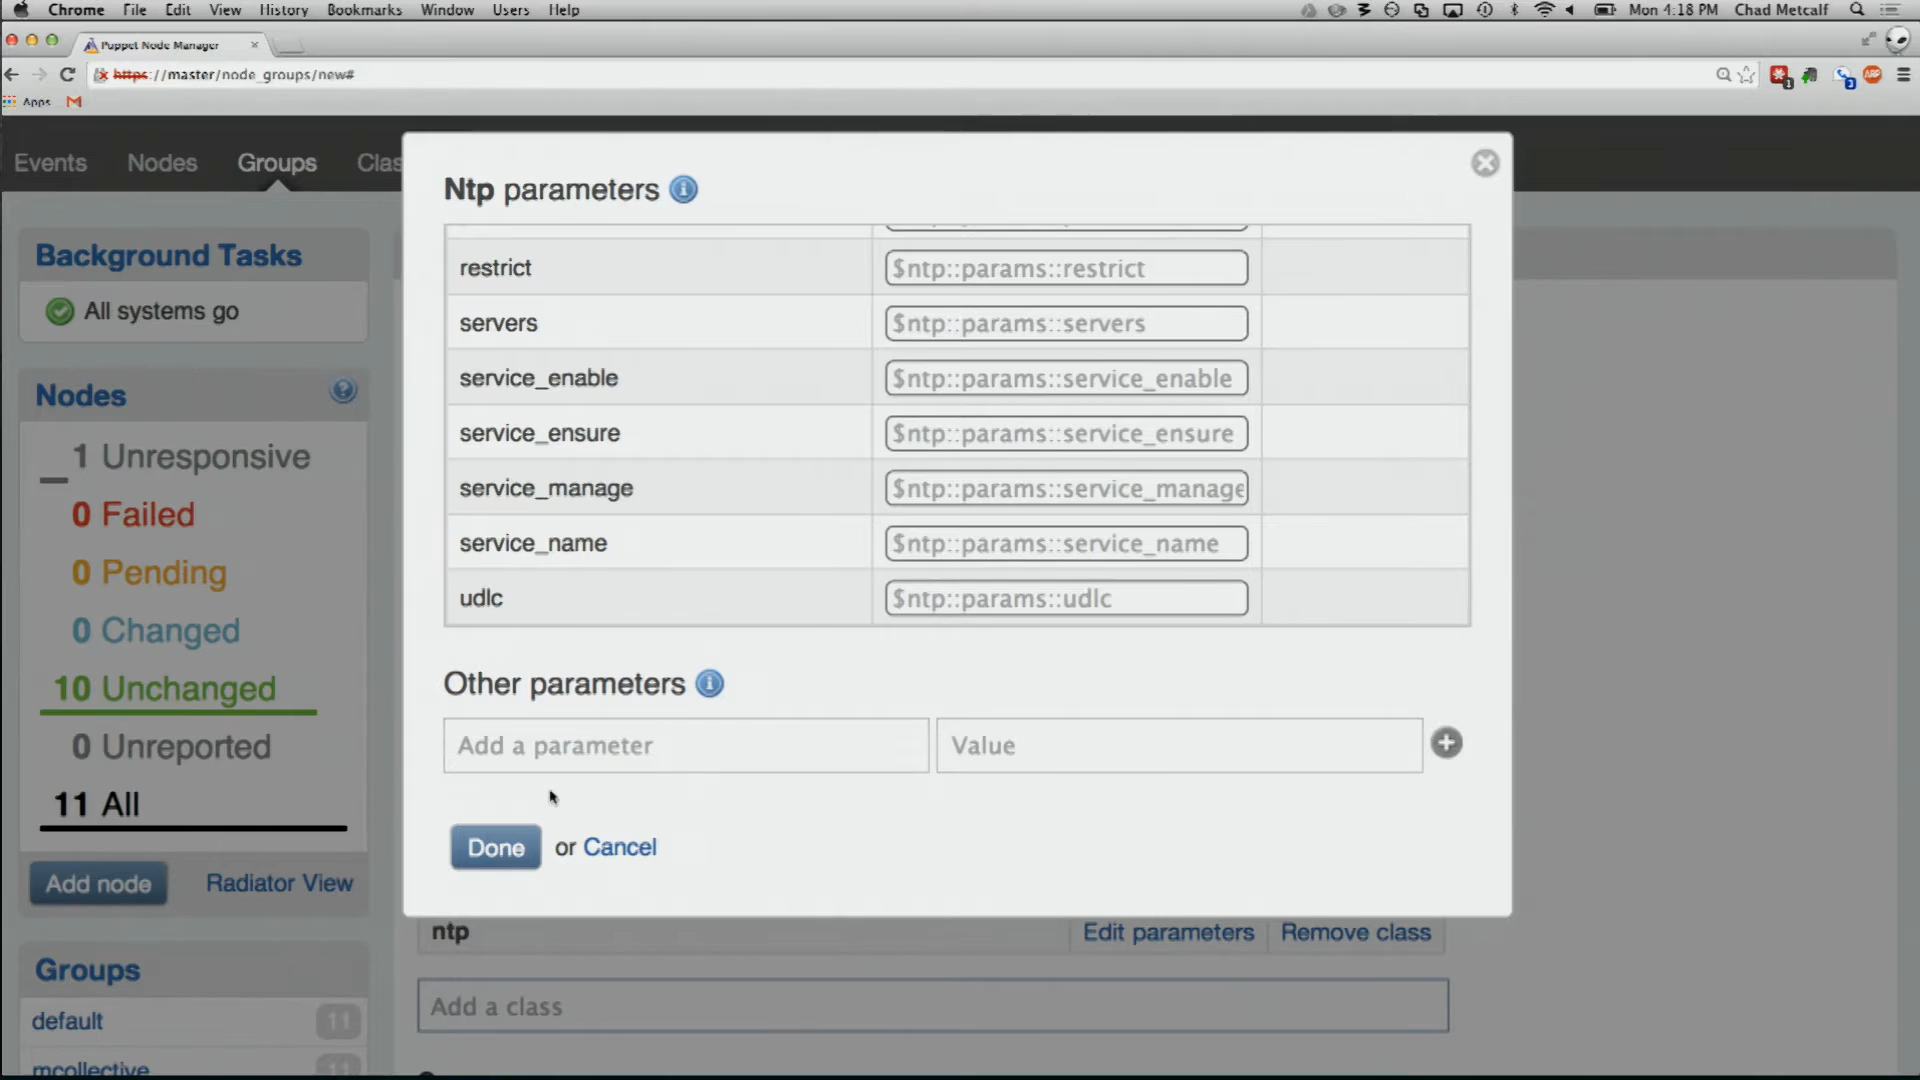 Chrome File Edit View History Bookmarks Window Users Help Mon 4:18 PM Chad Metcalf
Puppet Node Manager
https://master/node_groups/new#
Apps
Events Nodes Groups Clas
Ntp parameters
restrict $ntp::params::restrict
servers $ntp::params::servers
service_enable $ntp::params::service_enable
service_ensure $ntp::params::service_ensure
service_manage $ntp::params::service_manage
service_name $ntp::params::service_name
udlc $ntp::params::udlc
Other parameters
Add a parameter Value
Done or Cancel
Background Tasks
All systems go
Nodes
1 Unresponsive
0 Failed
0 Pending
0 Changed
10 Unchanged
0 Unreported
11 All
Add node Radiator View
Groups
default 11
mcollective 11
ntp Edit parameters Remove class
Add a class